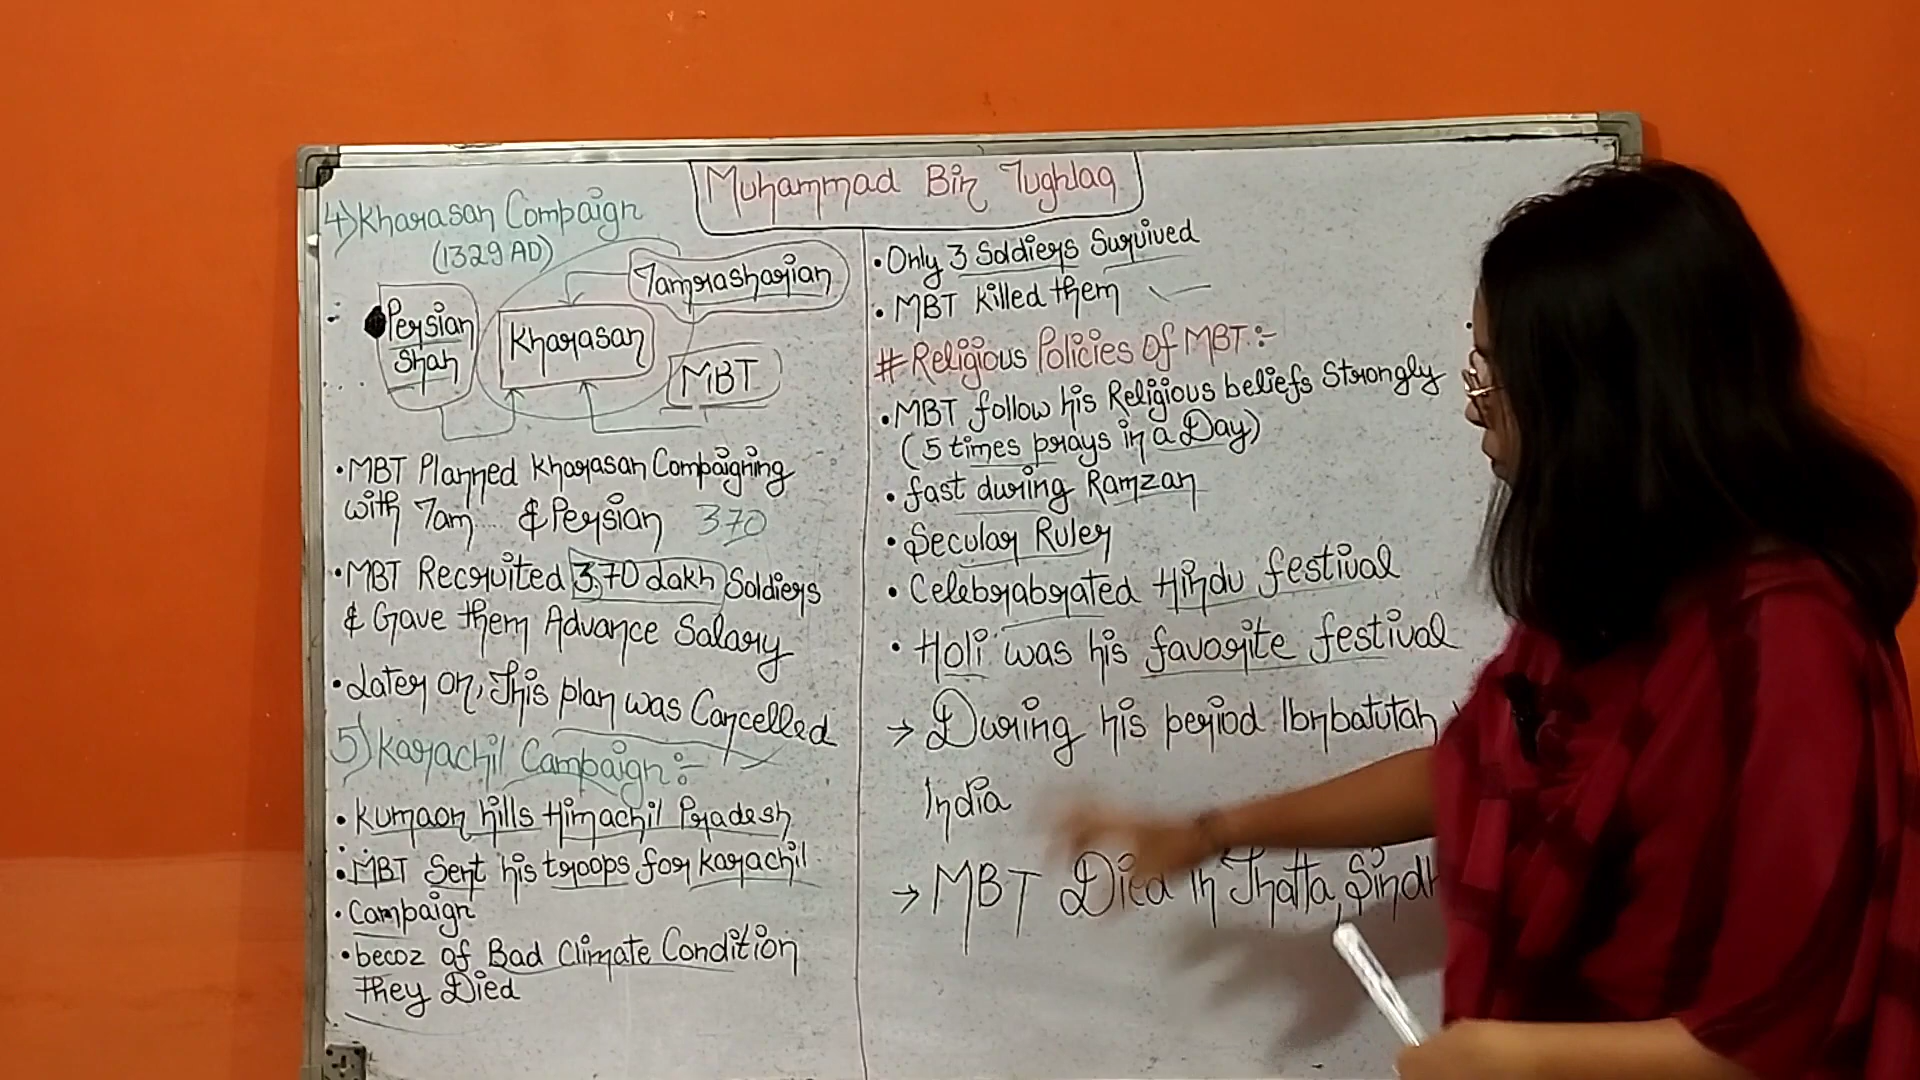 Muhammad Bin Tughlaq
4) Kharasan Compaign
(1329 AD)
Tamrasharian
Persian
Shah
Kharasan
MBT
• MBT Planned Kharasan Compaigning
with Tam & Persian 370
• MBT Recruited 3.70 Lakh Soldiers
& Gave them Advance Salary
• Later on, This plan was Cancelled
5) Karachil Campaign :-
• Kumaon hills Himachil Pradesh
• MBT Sent his troops for Karachil
• Campaign
• becoz of Bad Climate Condition
They Died
• Only 3 Soldiers Survived
• MBT Killed them
# Religious Policies Of MBT :-
• MBT follow his Religious beliefs Strongly
(5 times prays in a Day)
• fast during Ramzan
• Secular Ruler
• Celebrabrated Hindu festival
• Holi was his favorite festival
→ During his period Ibnbatutah
India
→ MBT Died in Thatta, Sindh